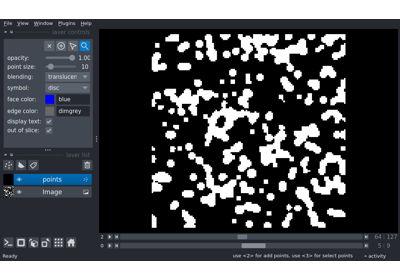 File View Window Plugins Help
layer controls
opacity: 1.00
point size: 10
blending: translucen
symbol: disc
face color: blue
edge color: dimgrey
display text:
out of slice:
layer list
points
Image
2 64 127
0 5 9
Ready use <2> for add points, use <3> for select points activity